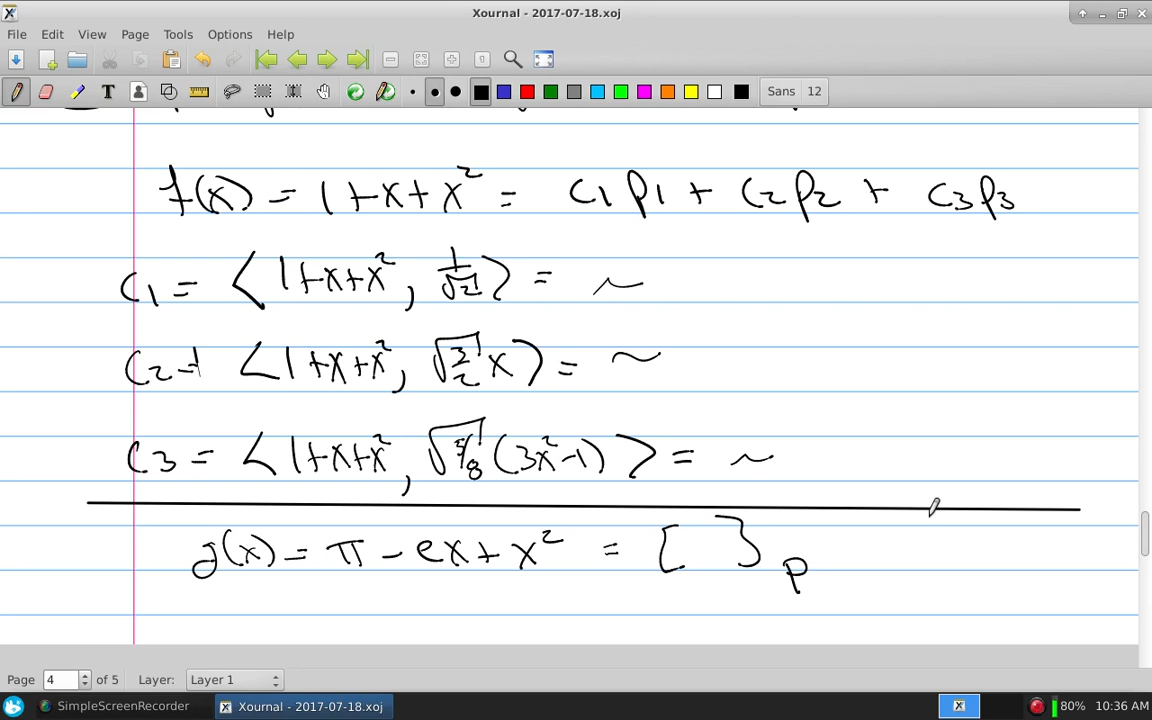 Xournal - 2017-07-18.xoj
File Edit View Page Tools Options Help
Sans 12
f(x) = 1+x+x² = c1p1 + c2p2 + c3p3
c1 = ⟨1+x+x², 1/√2⟩ = ~
c2 = ⟨1+x+x², √3/2 x⟩ = ~
c3 = ⟨1+x+x², √5/8 (3x²-1)⟩ = ~
g(x) = π - ex + x² = [ ]p
Page 4 of 5 Layer: Layer 1
SimpleScreenRecorder Xournal - 2017-07-18.xoj 80% 10:36 AM